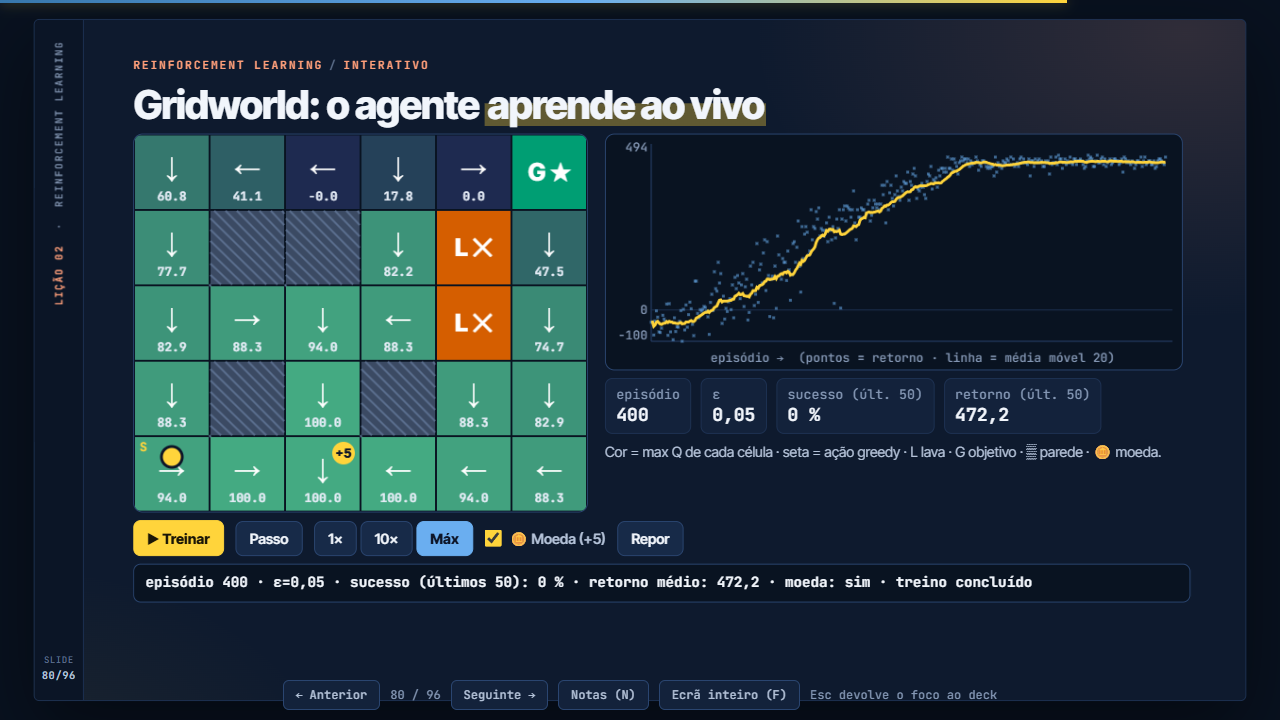 REINFORCEMENT LEARNING / INTERATIVO
Gridworld: o agente aprende ao vivo
LIÇÃO 02 · REINFORCEMENT LEARNING
↓ ← ← ↓ → G★
60.8 41.1 -0.0 17.8 0.0
↓ ↓ L✕ ↓
77.7 82.2 47.5
↓ → ↓ ← L✕ ↓
82.9 88.3 94.0 88.3 74.7
↓ ↓ ↓ ↓
88.3 100.0 88.3 82.9
S +5
→ → ↓ ← ← ←
94.0 100.0 100.0 100.0 94.0 88.3
494
0
-100
episódio → (pontos = retorno · linha = média móvel 20)
episódio ε sucesso (últ. 50) retorno (últ. 50)
400 0,05 0 % 472,2
Cor = max Q de cada célula · seta = ação greedy · L lava · G objetivo · ▒ parede · 🪙 moeda.
▶ Treinar Passo 1× 10× Máx 🪙 Moeda (+5) Repor
episódio 400 · ε=0,05 · sucesso (últimos 50): 0 % · retorno médio: 472,2 · moeda: sim · treino concluído
SLIDE
80/96
← Anterior 80 / 96 Seguinte → Notas (N) Ecrã inteiro (F) Esc devolve o foco ao deck